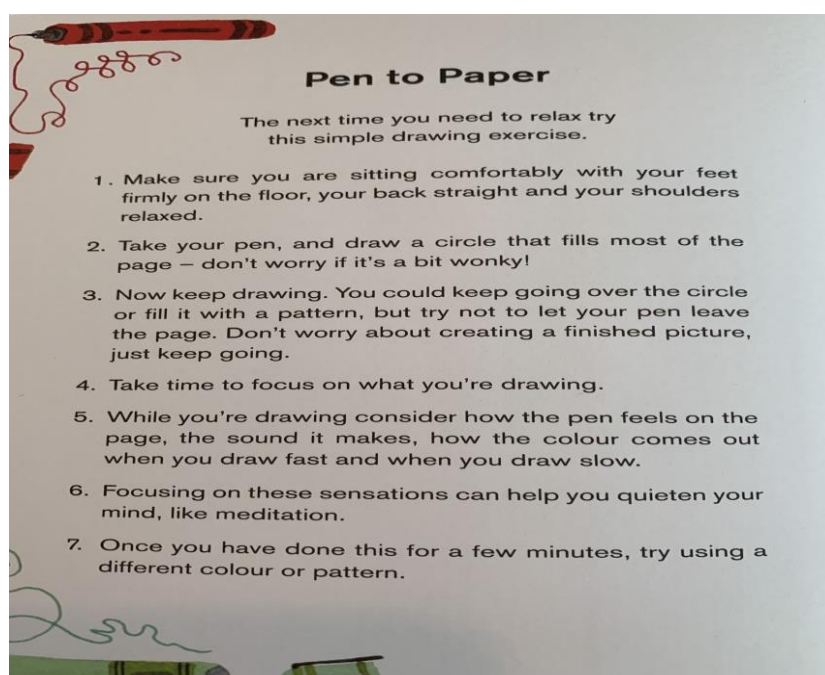 Pen to Paper
The next time you need to relax try
this simple drawing exercise.
1. Make sure you are sitting comfortably with your feet
firmly on the floor, your back straight and your shoulders
relaxed.
2. Take your pen, and draw a circle that fills most of the
page – don't worry if it's a bit wonky!
3. Now keep drawing. You could keep going over the circle
or fill it with a pattern, but try not to let your pen leave
the page. Don't worry about creating a finished picture,
just keep going.
4. Take time to focus on what you're drawing.
5. While you're drawing consider how the pen feels on the
page, the sound it makes, how the colour comes out
when you draw fast and when you draw slow.
6. Focusing on these sensations can help you quieten your
mind, like meditation.
7. Once you have done this for a few minutes, try using a
different colour or pattern.